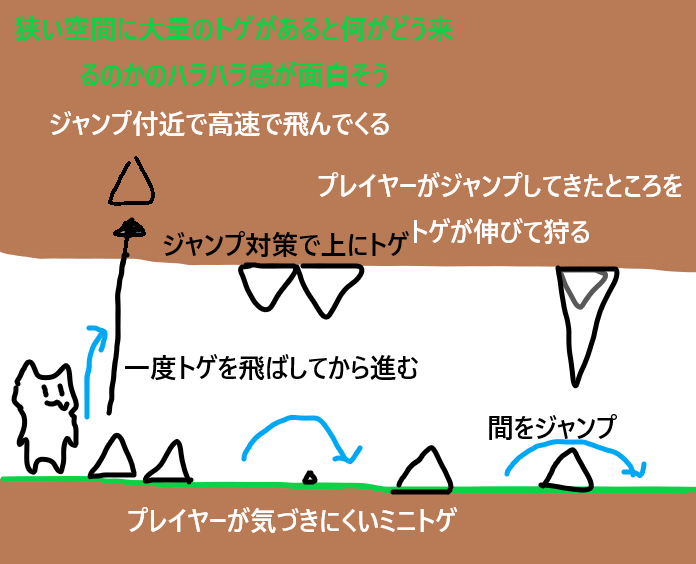 狭い空間に大量のトゲがあると何がどう来
るのかのハラハラ感が面白そう
ジャンプ付近で高速で飛んでくる
プレイヤーがジャンプしてきたところを
トゲが伸びて狩る
ジャンプ対策で上にトゲ
一度トゲを飛ばしてから進む
間をジャンプ
プレイヤーが気づきにくいミニトゲ